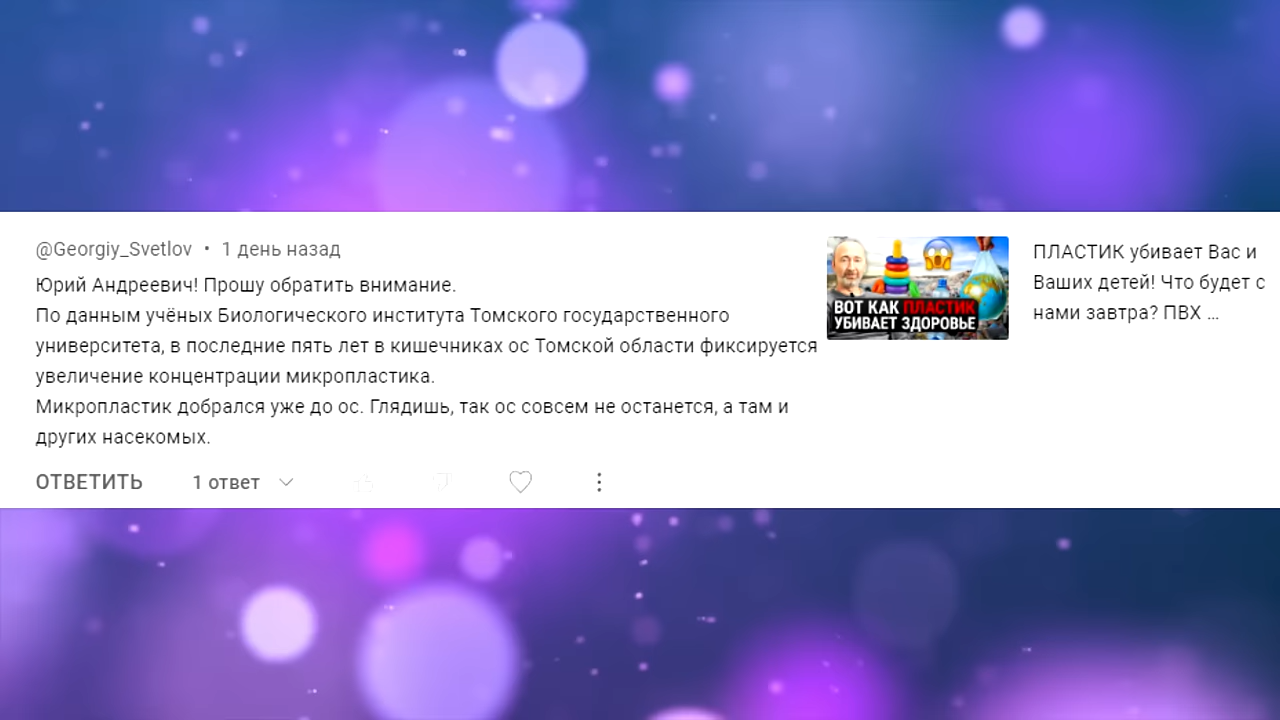 @Georgiy_Svetlov • 1 день назад
Юрий Андреевич! Прошу обратить внимание.
По данным учёных Биологического института Томского государственного
университета, в последние пять лет в кишечниках ос Томской области фиксируется
увеличение концентрации микропластика.
Микропластик добрался уже до ос. Глядишь, так ос совсем не останется, а там и
других насекомых.
ОТВЕТИТЬ 1 ответ
ВОТ КАК ПЛАСТИК
УБИВАЕТ ЗДОРОВЬЕ
ПЛАСТИК убивает Вас и
Ваших детей! Что будет с
нами завтра? ПВХ ...